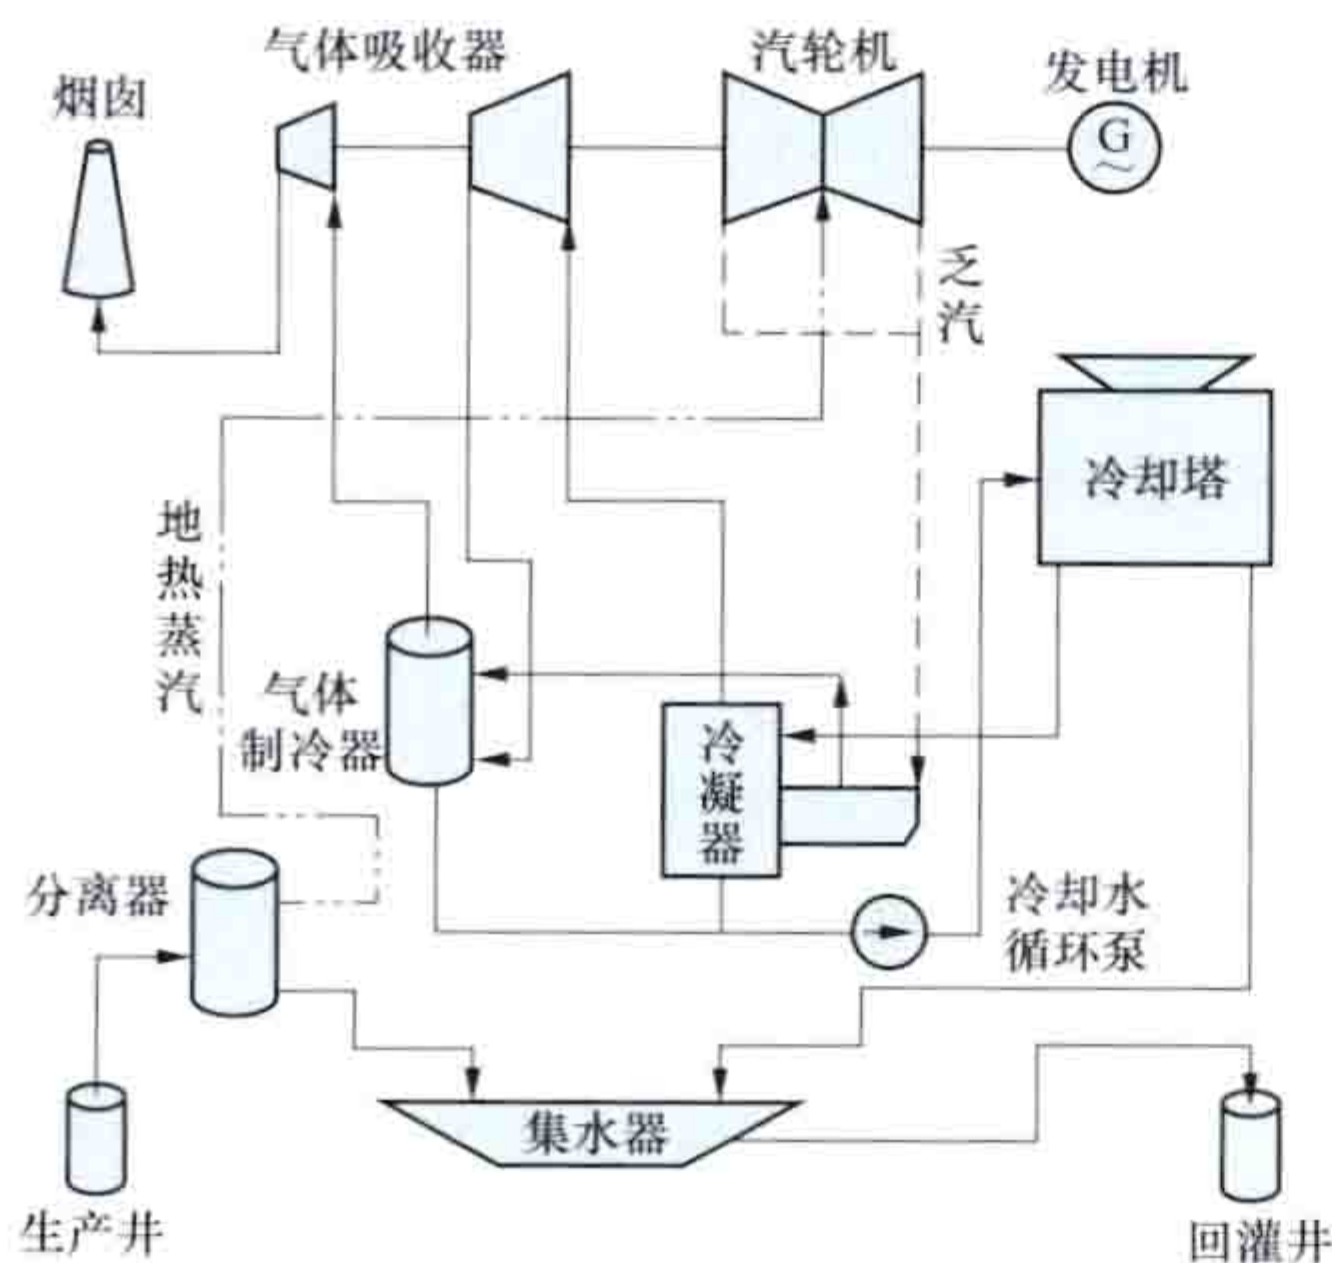 气体吸收器
汽轮机
发电机
烟囱
G
~
乏
汽
冷却塔
地
热
蒸
汽
气体
制冷器
冷
凝
器
分离器
冷却水
循环泵
集水器
生产井
回灌井